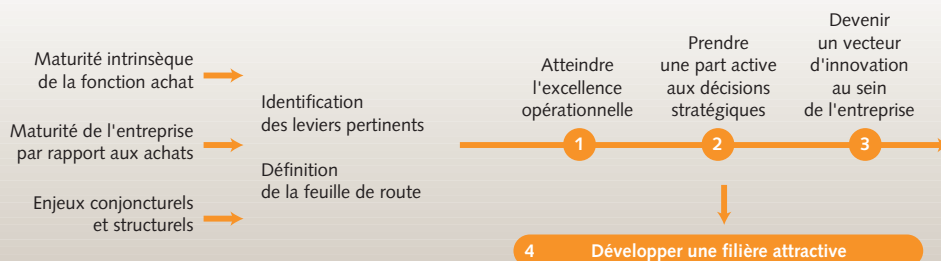 Maturité intrinsèque
de la fonction achat
Maturité de l'entreprise
par rapport aux achats
Enjeux conjoncturels
et structurels
Identification
des leviers pertinents
Définition
de la feuille de route
Atteindre
l'excellence
opérationnelle
1
Prendre
une part active
aux décisions
stratégiques
2
Devenir
un vecteur
d'innovation
au sein
de l'entreprise
3
4 Développer une filière attractive